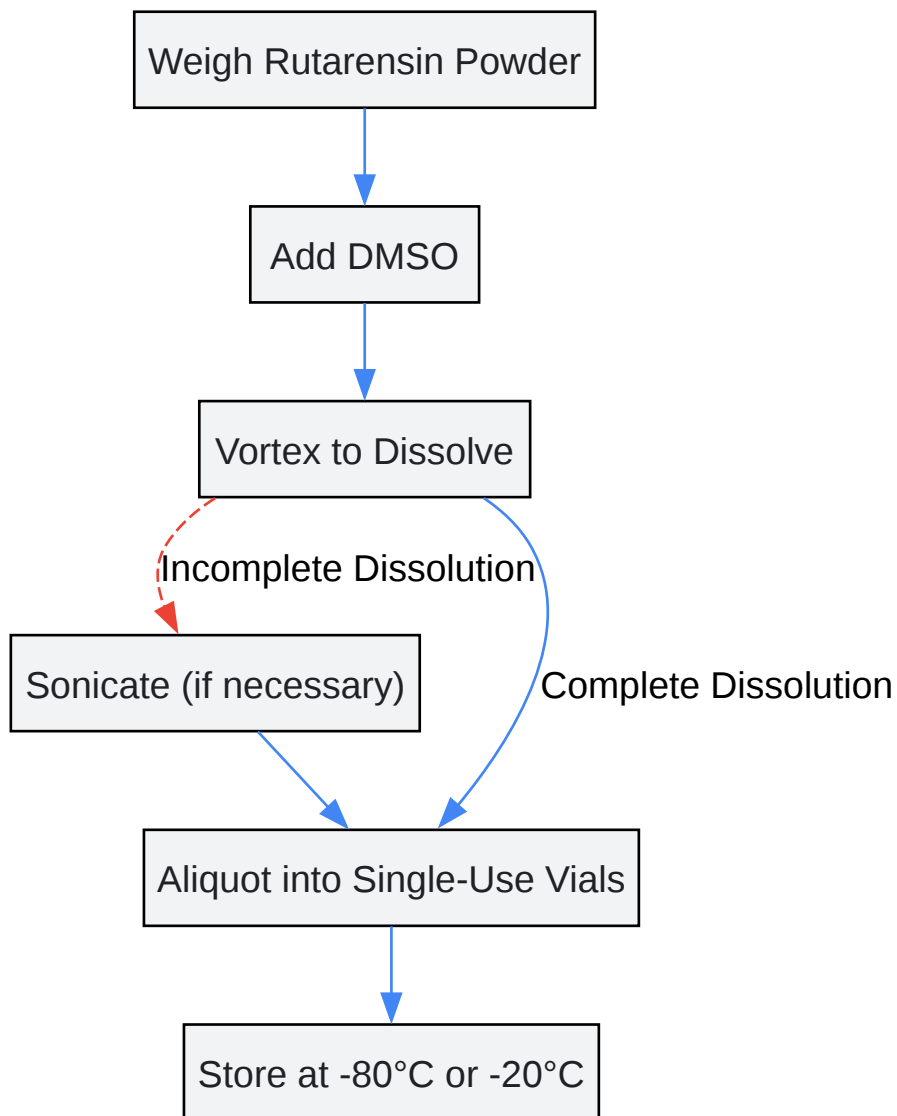 Weigh Rutarensin Powder
Add DMSO
Vortex to Dissolve
Incomplete Dissolution
Sonicate (if necessary)
Complete Dissolution
Aliquot into Single-Use Vials
Store at -80°C or -20°C